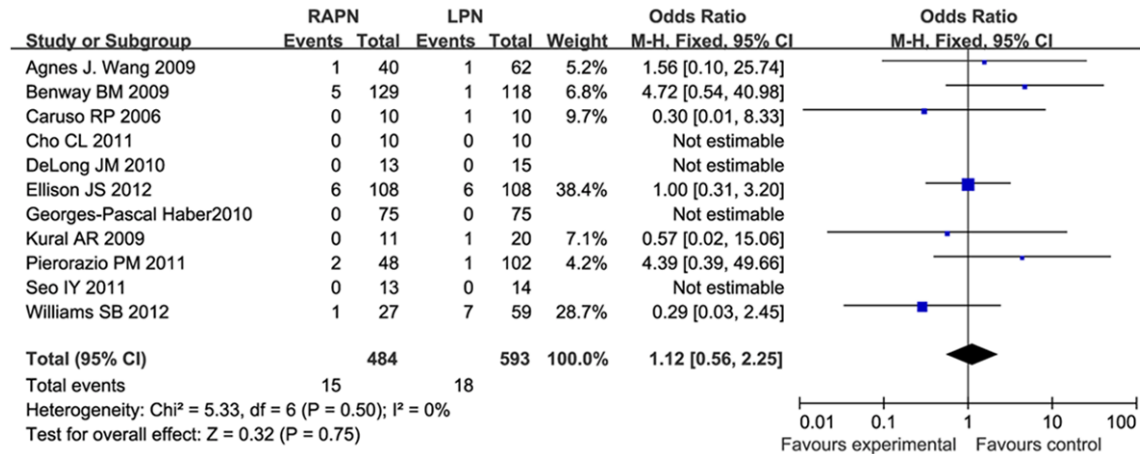 RAPN LPN Odds Ratio Odds Ratio
Study or Subgroup Events Total Events Total Weight M-H, Fixed, 95% CI M-H, Fixed, 95% CI
Agnes J. Wang 2009 1 40 1 62 5.2% 1.56 [0.10, 25.74]
Benway BM 2009 5 129 1 118 6.8% 4.72 [0.54, 40.98]
Caruso RP 2006 0 10 1 10 9.7% 0.30 [0.01, 8.33]
Cho CL 2011 0 10 0 10 Not estimable
DeLong JM 2010 0 13 0 15 Not estimable
Ellison JS 2012 6 108 6 108 38.4% 1.00 [0.31, 3.20]
Georges-Pascal Haber2010 0 75 0 75 Not estimable
Kural AR 2009 0 11 1 20 7.1% 0.57 [0.02, 15.06]
Pierorazio PM 2011 2 48 1 102 4.2% 4.39 [0.39, 49.66]
Seo IY 2011 0 13 0 14 Not estimable
Williams SB 2012 1 27 7 59 28.7% 0.29 [0.03, 2.45]
Total (95% CI) 484 593 100.0% 1.12 [0.56, 2.25]
Total events 15 18
Heterogeneity: Chi² = 5.33, df = 6 (P = 0.50); I² = 0%
Test for overall effect: Z = 0.32 (P = 0.75)
0.01 0.1 1 10 100
Favours experimental Favours control